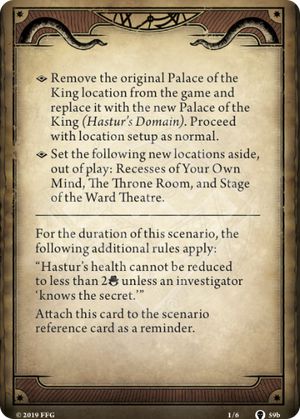 Remove the original Palace of the
King location from the game and
replace it with the new Palace of the
King (Hastur's Domain). Proceed
with location setup as normal.
Set the following new locations aside,
out of play: Recesses of Your Own
Mind, The Throne Room, and Stage
of the Ward Theatre.
For the duration of this scenario, the
following additional rules apply:
"Hastur's health cannot be reduced
to less than 2 unless an investigator
'knows the secret.'"
Attach this card to the scenario
reference card as a reminder.
© 2019 FFG
1/6
59b